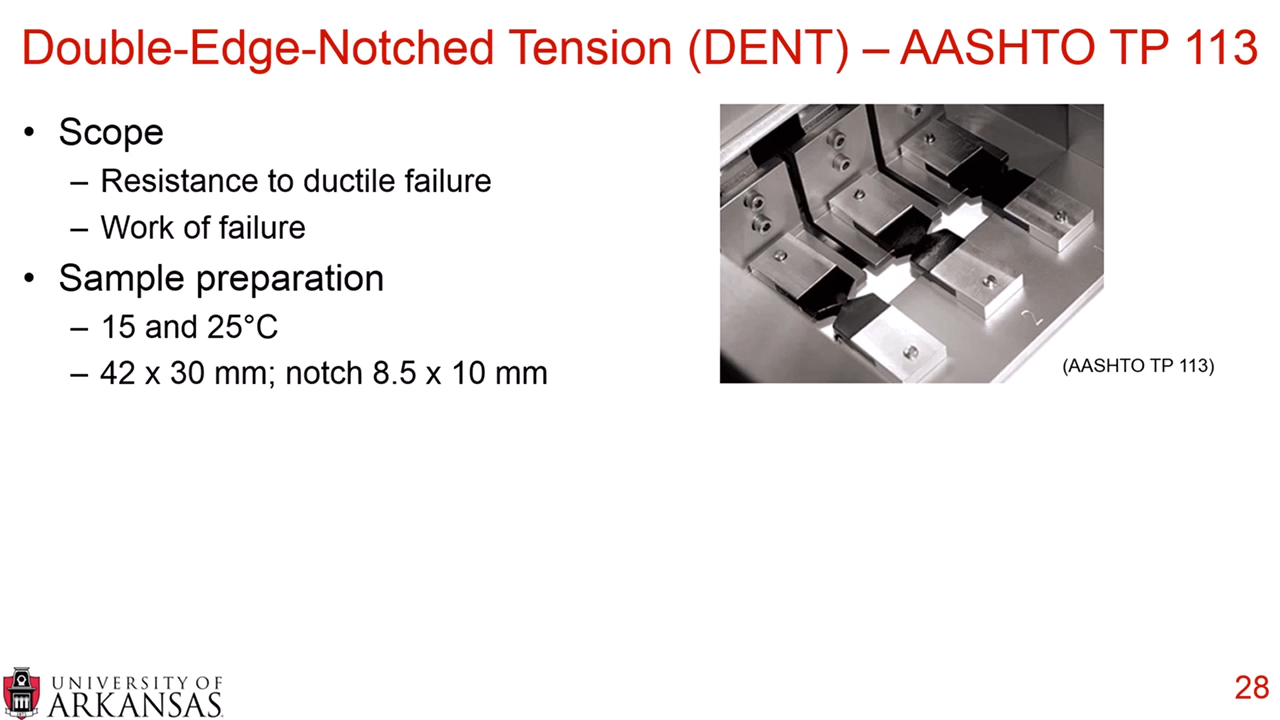 Double-Edge-Notched Tension (DENT) – AASHTO TP 113
• Scope
– Resistance to ductile failure
– Work of failure
• Sample preparation
– 15 and 25°C
– 42 x 30 mm; notch 8.5 x 10 mm
2
(AASHTO TP 113)
UNIVERSITY OF
ARKANSAS
28